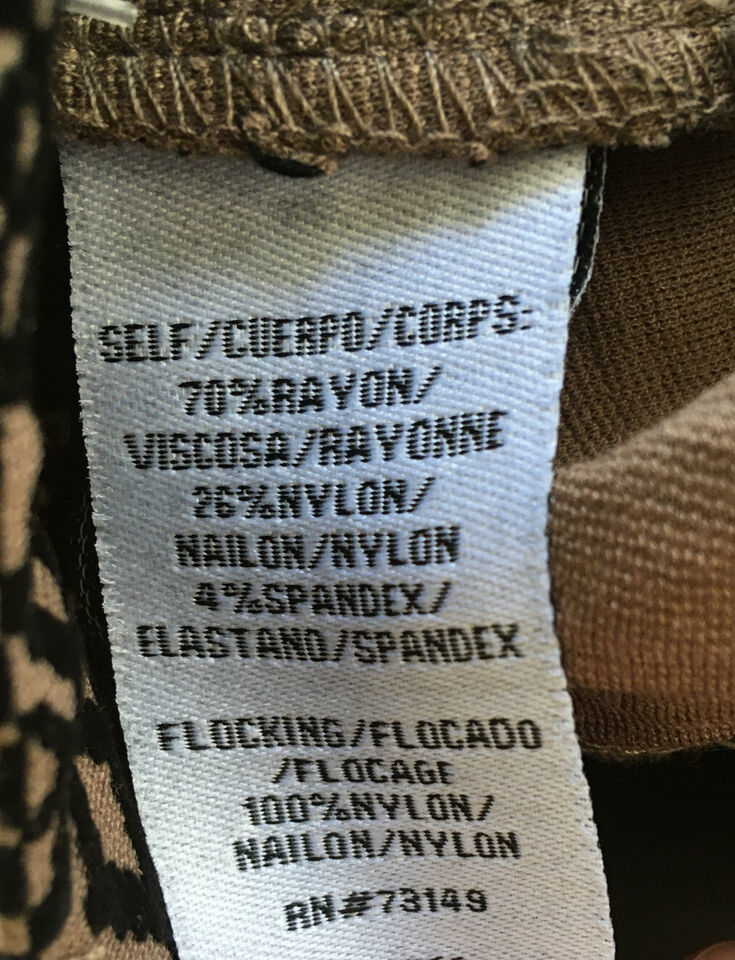 SELF/CUERPO/CORPS:
70%RAYON/
VISCOSA/RAYONNE
26%NYLON/
NAILON/NYLON
4%SPANDEX/
ELASTANO/SPANDEX
FLOCKING/FLOCADO
/FLOCAGE
100%NYLON/
NAILON/NYLON
RN#73149